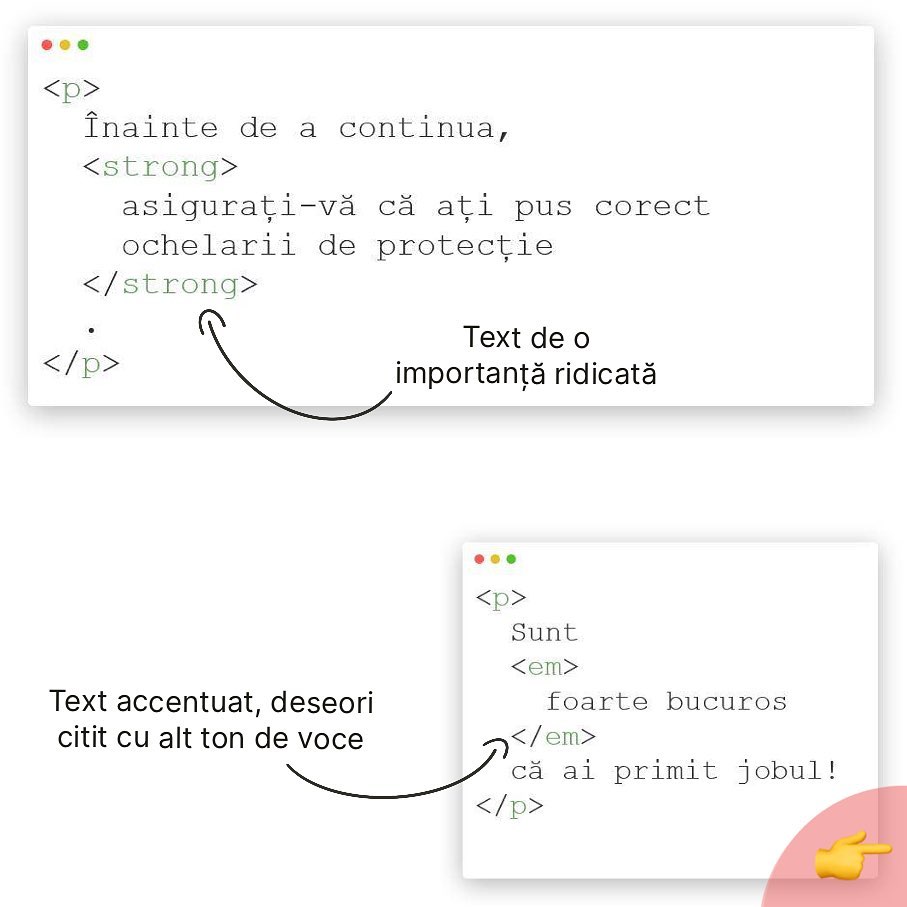 <p>
Înainte de a continua,
<strong>
asigurați-vă că ați pus corect
ochelarii de protecție
</strong>
.
</p>
Text de o
importanță ridicată
<p>
Sunt
<em>
foarte bucuros
</em>
că ai primit jobul!
</p>
Text accentuat, deseori
citit cu alt ton de voce